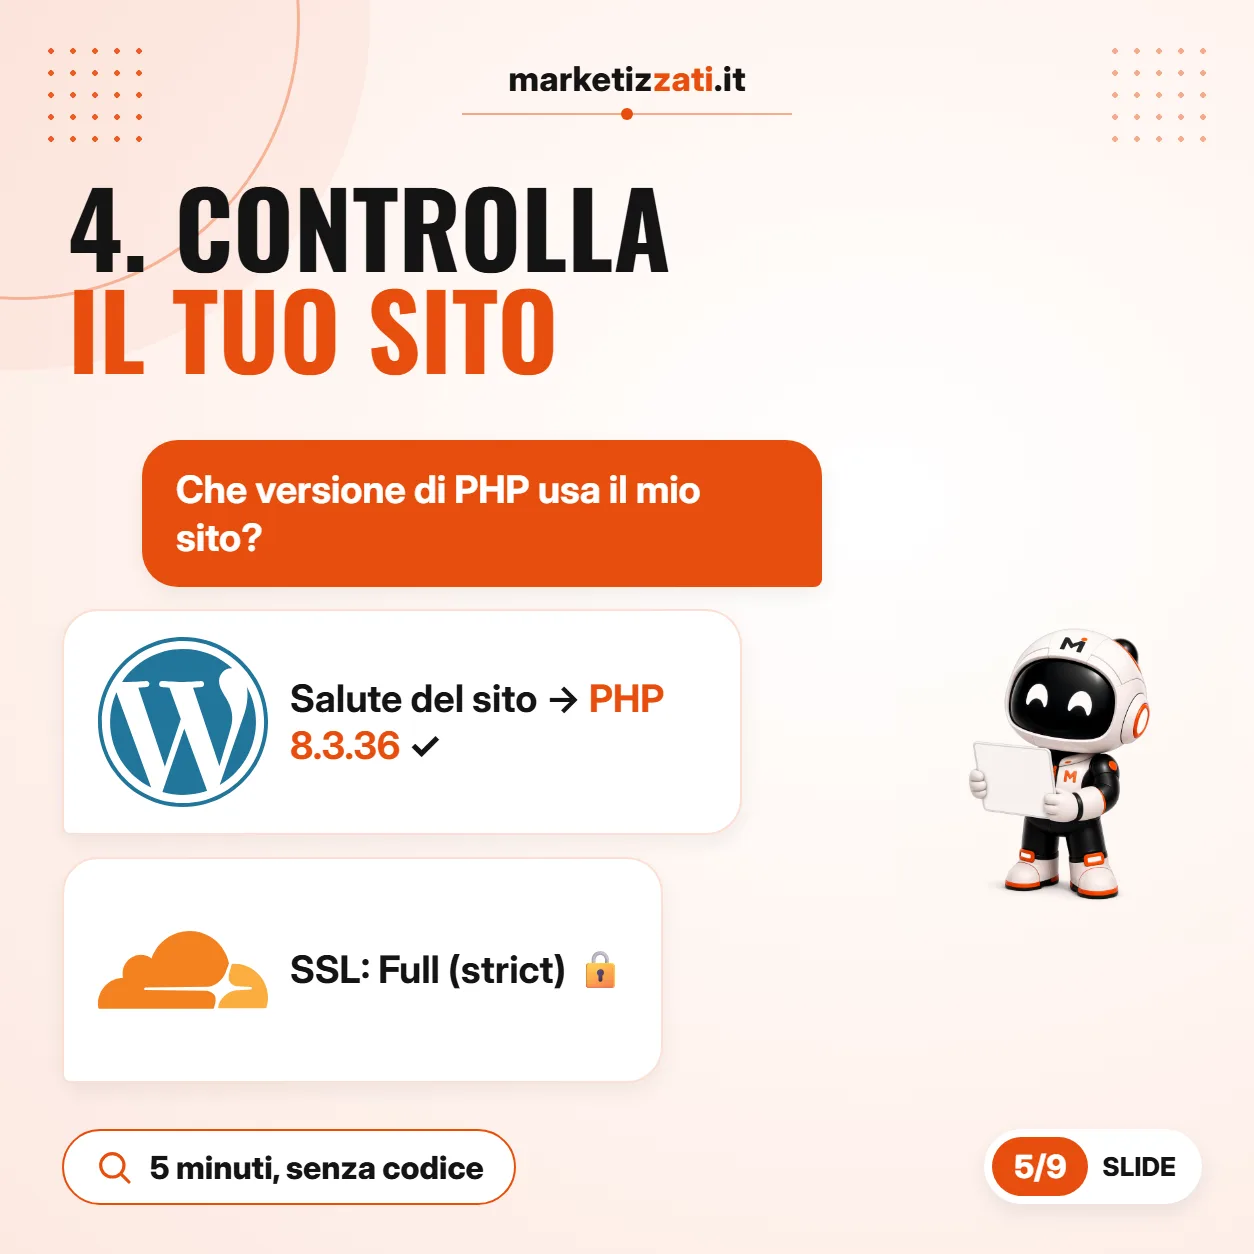 marketizzati.it
4. CONTROLLA
IL TUO SITO
Che versione di PHP usa il mio
sito?
Salute del sito → PHP
8.3.36 ✓
SSL: Full (strict) 🔒
M
M
5 minuti, senza codice
5/9 SLIDE